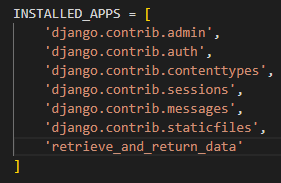 INSTALLED_APPS = [
    'django.contrib.admin',
    'django.contrib.auth',
    'django.contrib.contenttypes',
    'django.contrib.sessions',
    'django.contrib.messages',
    'django.contrib.staticfiles',
    'retrieve_and_return_data'
]